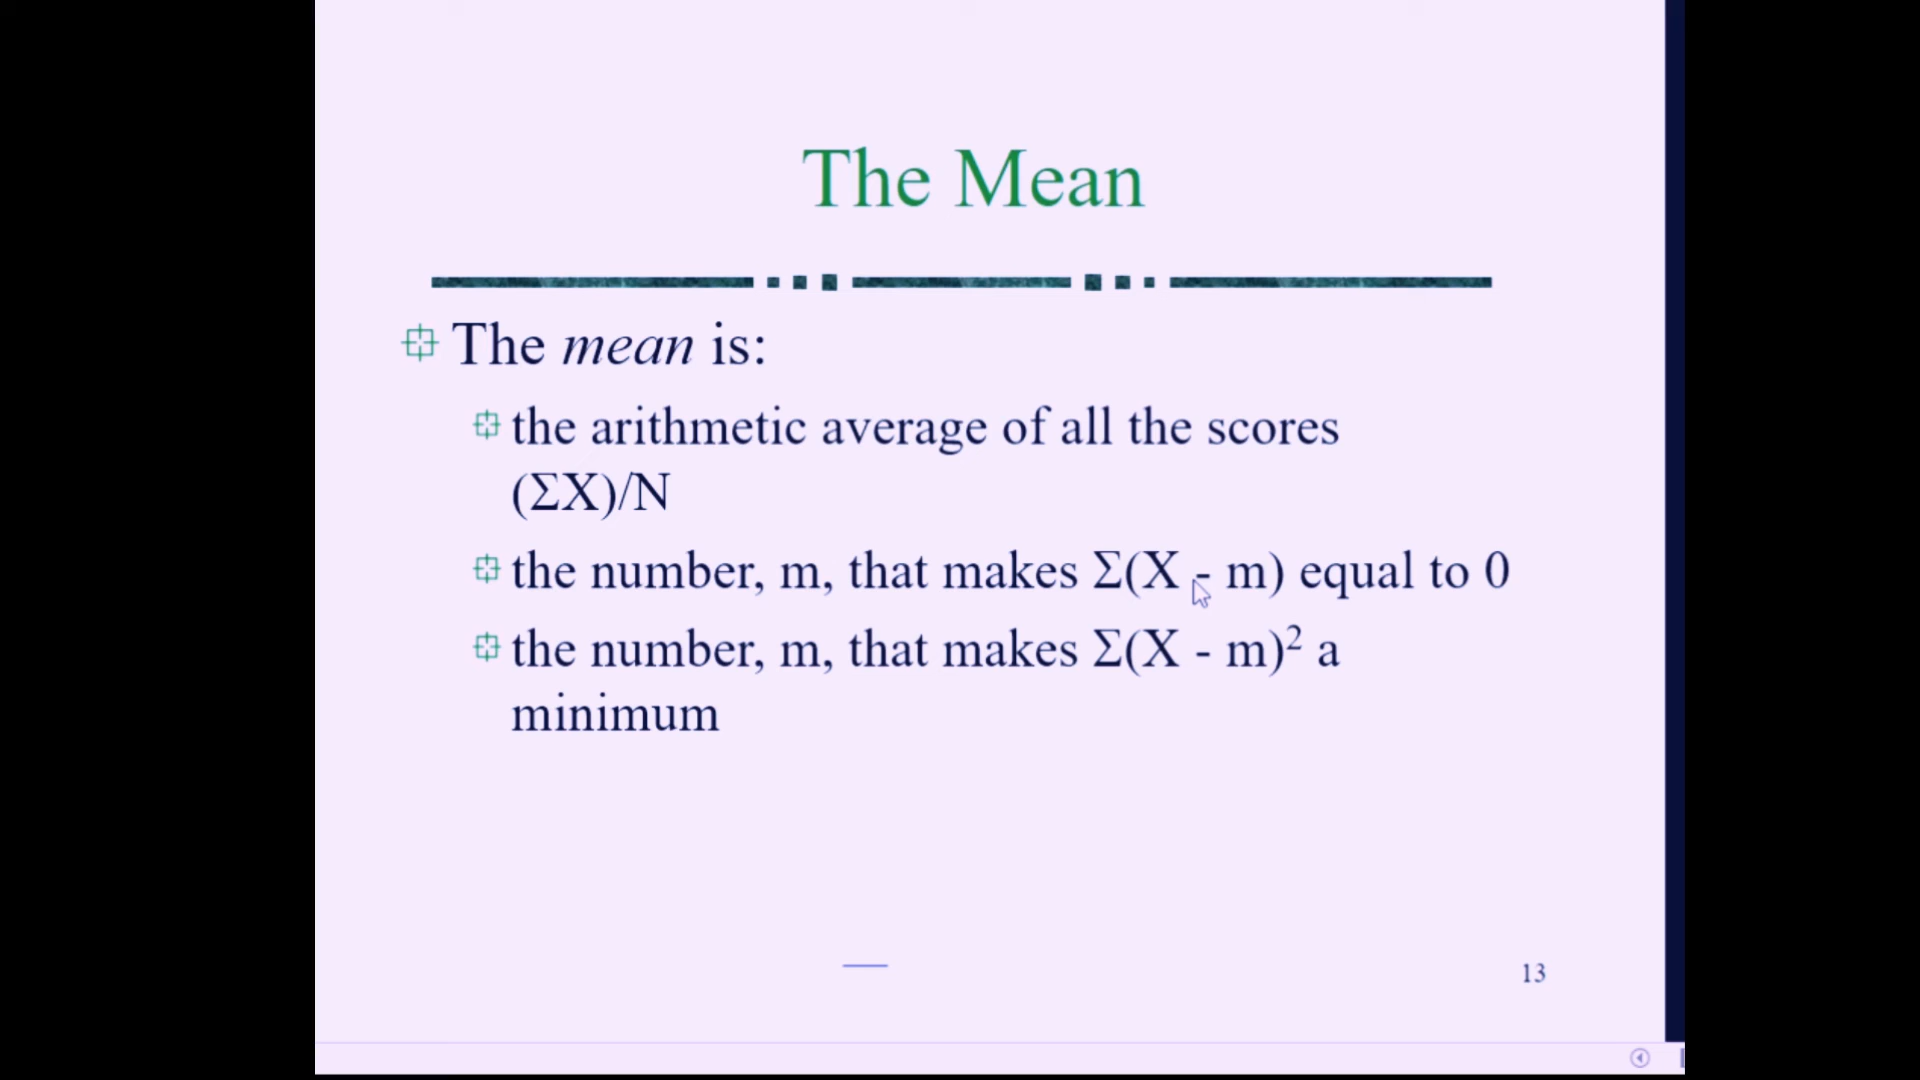 The Mean
The mean is:
the arithmetic average of all the scores
(ΣX)/N
the number, m, that makes Σ(X - m) equal to 0
the number, m, that makes Σ(X - m)² a
minimum
13